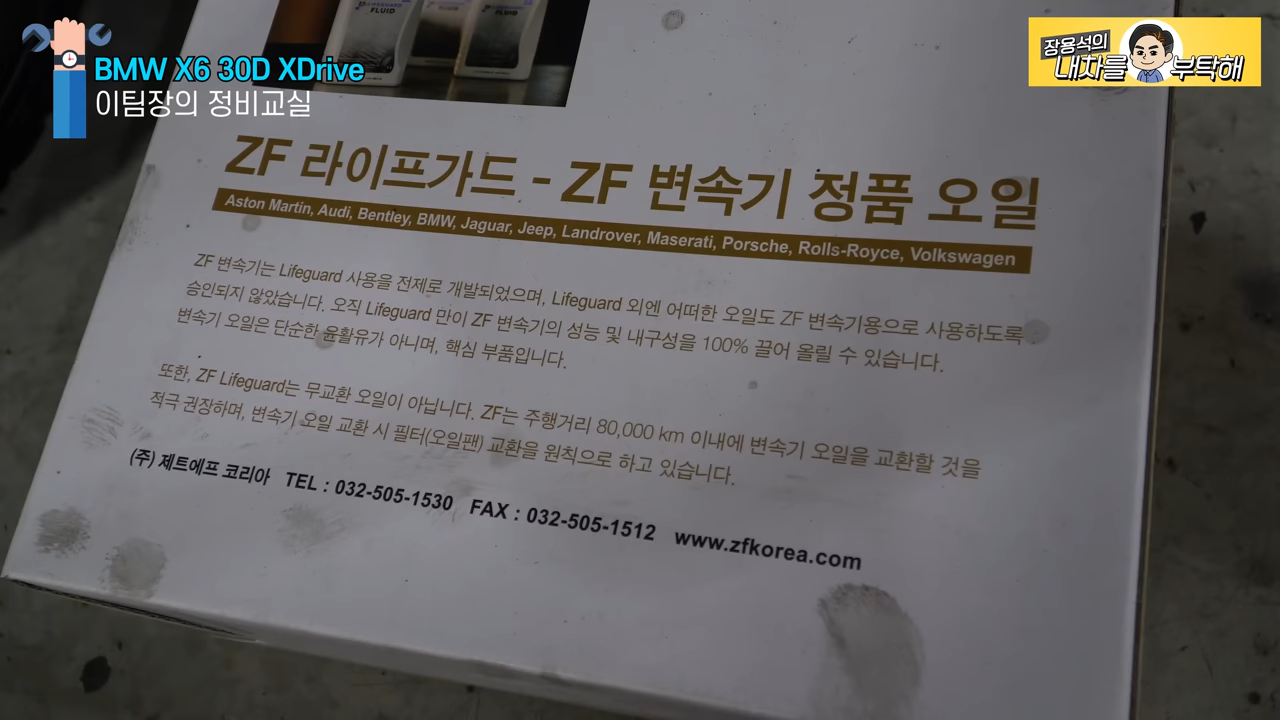 BMW X6 30D XDrive
이팀장의 정비교실
장용석의
내차를 부탁해
LIFEGUARD
FLUID
ZF 라이프가드 - ZF 변속기 정품 오일
Aston Martin, Audi, Bentley, BMW, Jaguar, Jeep, Landrover, Maserati, Porsche, Rolls-Royce, Volkswagen
ZF 변속기는 Lifeguard 사용을 전제로 개발되었으며, Lifeguard 외엔 어떠한 오일도 ZF 변속기용으로 사용하도록
승인되지 않았습니다. 오직 Lifeguard 만이 ZF 변속기의 성능 및 내구성을 100% 끌어 올릴 수 있습니다.
변속기 오일은 단순한 윤활유가 아니며, 핵심 부품입니다.
또한, ZF Lifeguard는 무교환 오일이 아닙니다. ZF는 주행거리 80,000 km 이내에 변속기 오일을 교환할 것을
적극 권장하며, 변속기 오일 교환 시 필터(오일팬) 교환을 원칙으로 하고 있습니다.
(주) 제트에프 코리아 TEL : 032-505-1530 FAX : 032-505-1512 www.zfkorea.com